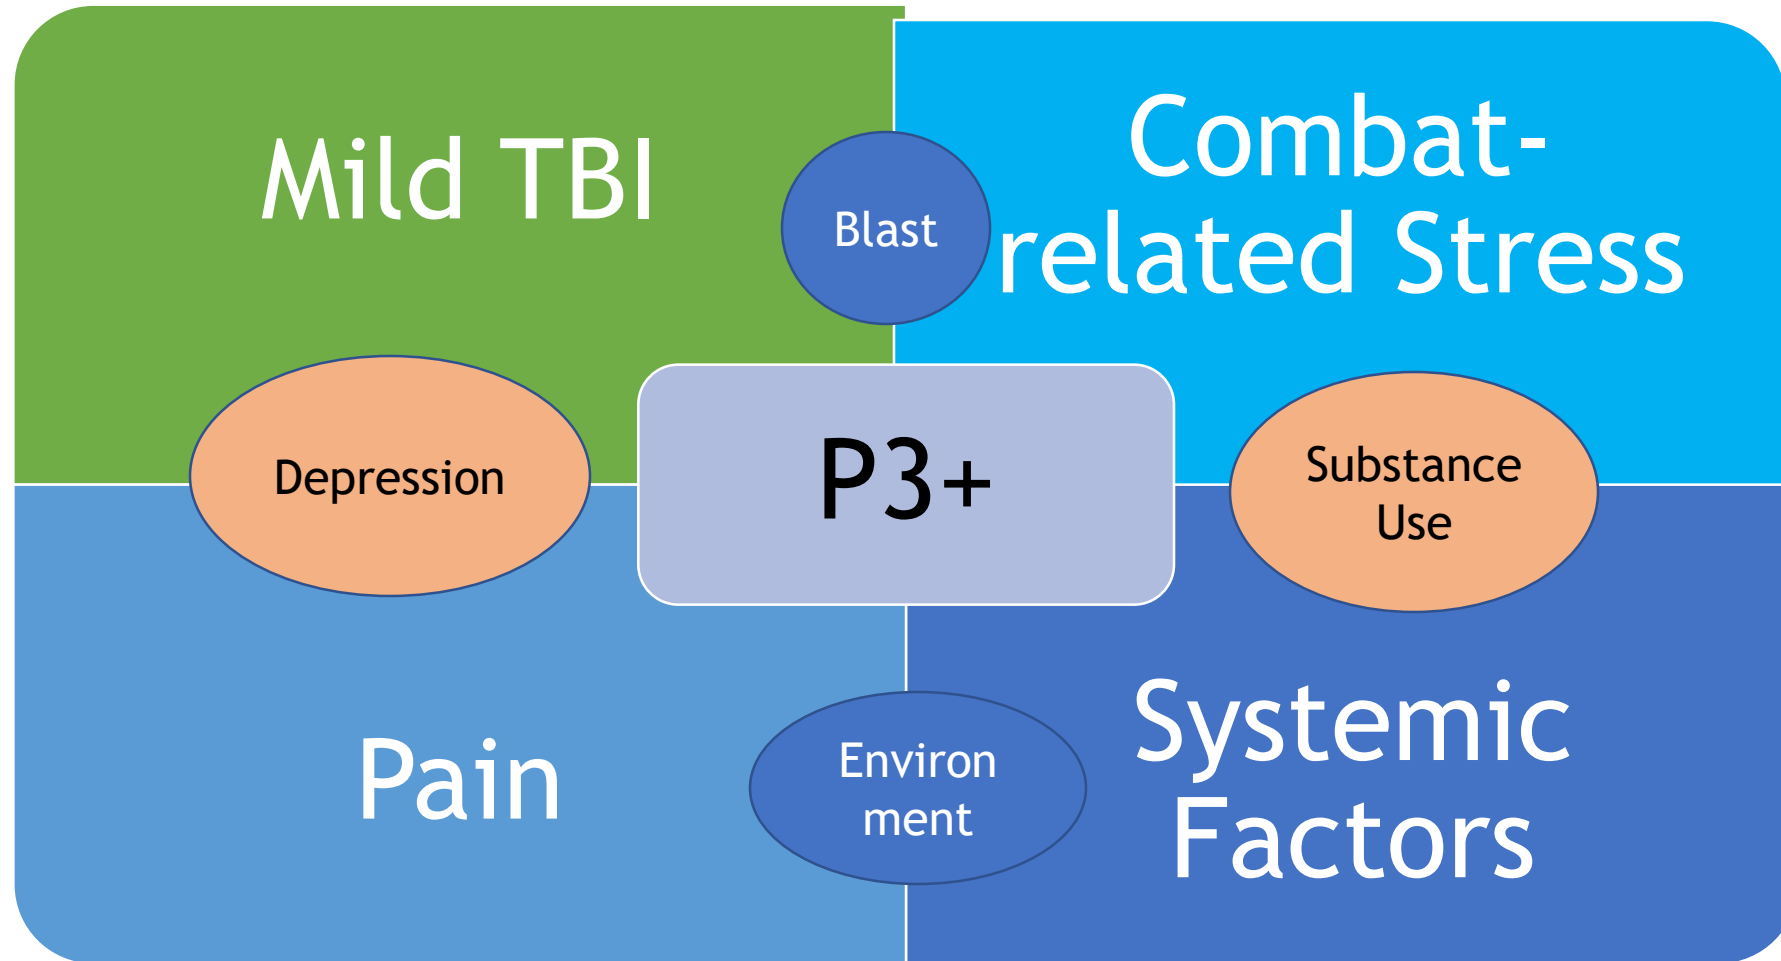 Mild TBI
Combat-
related Stress
Blast
Depression
P3+
Substance
Use
Pain
Environ
ment
Systemic
Factors